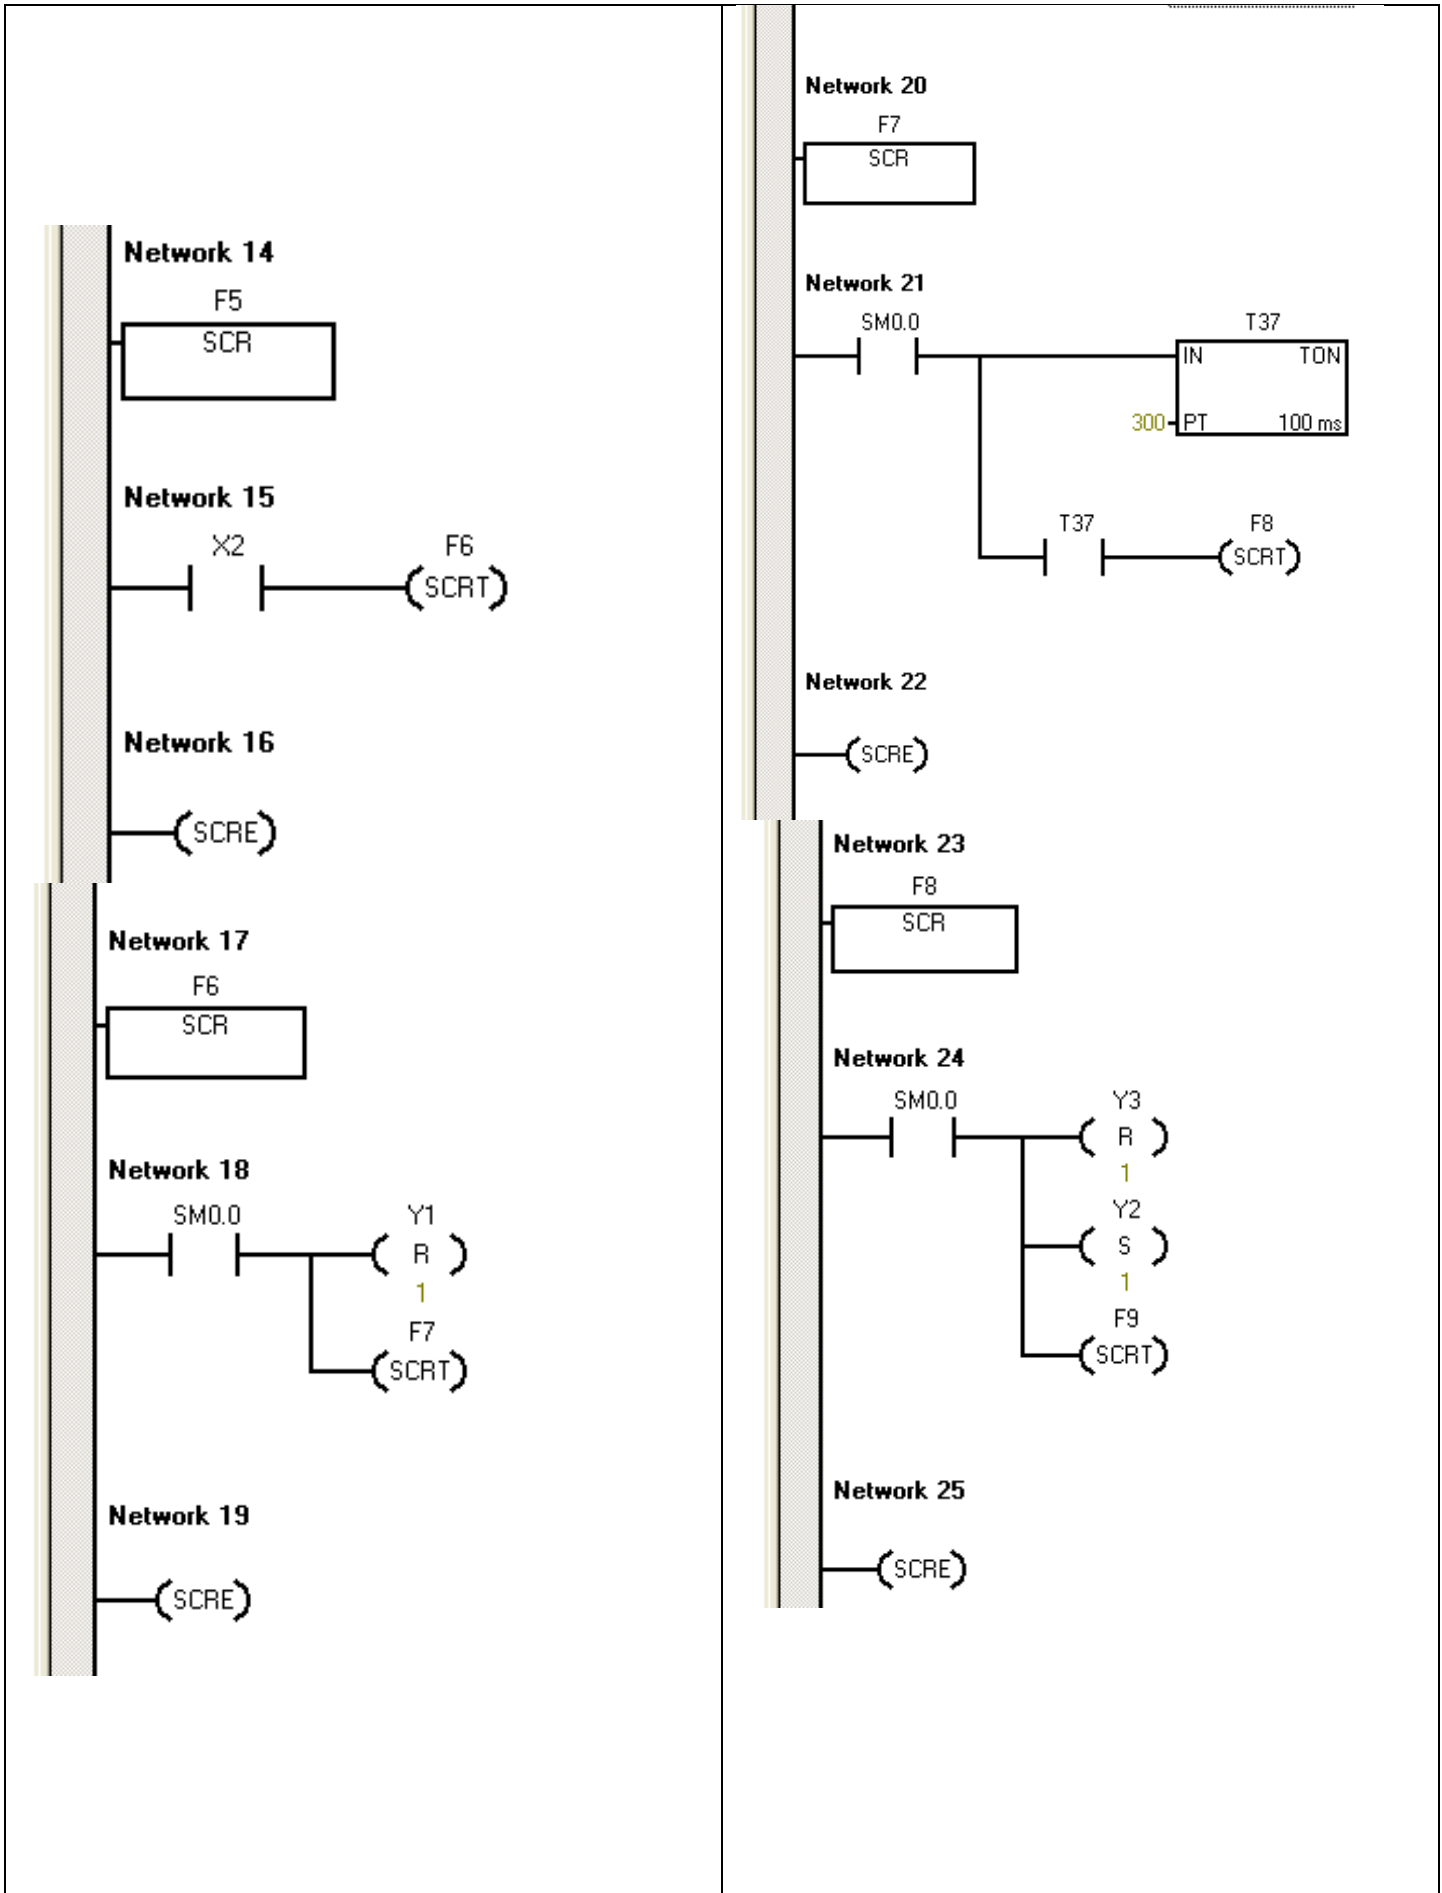 Network 14
F5
SCR
Network 15
X2 F6
SCRT
Network 16
SCRE
Network 17
F6
SCR
Network 18
SM0.0 Y1
R
1
F7
SCRT
Network 19
SCRE
Network 20
F7
SCR
Network 21
SM0.0 T37
IN TON
300 PT 100 ms
T37 F8
SCRT
Network 22
SCRE
Network 23
F8
SCR
Network 24
SM0.0 Y3
R
1
Y2
S
1
F9
SCRT
Network 25
SCRE